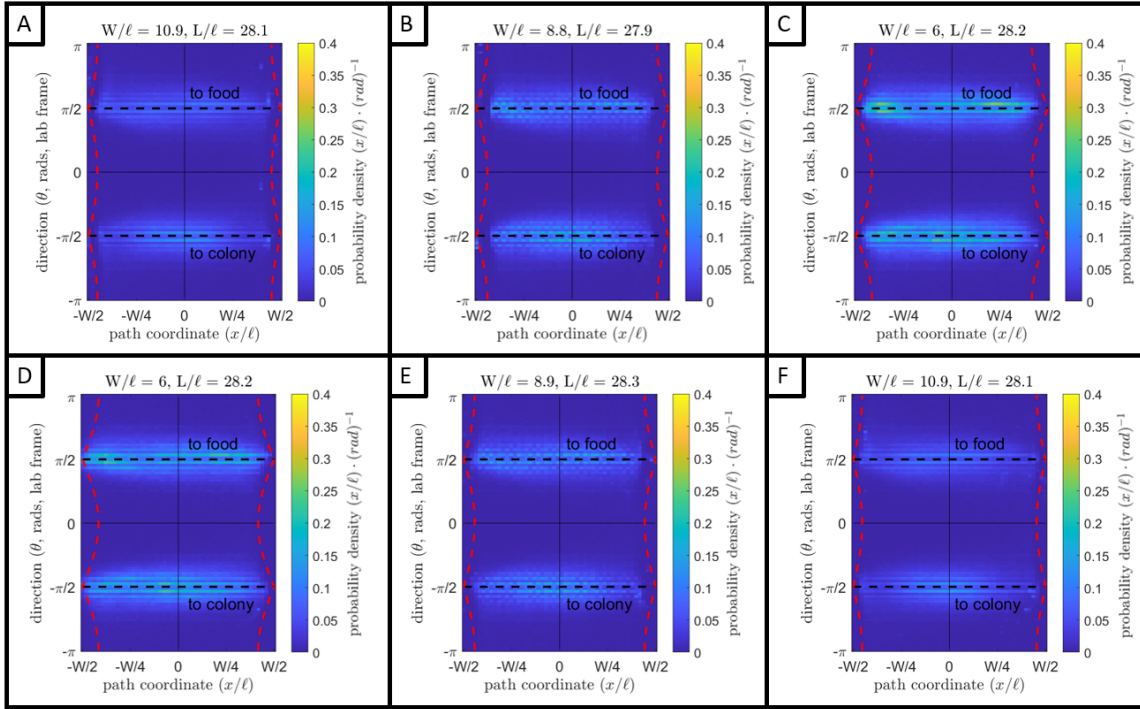 A
W/ℓ = 10.9, L/ℓ = 28.1
π
π/2
0
-π/2
-π
-W/2
-W/4
0
W/4
W/2
direction (θ, rads, lab frame)
path coordinate (x/ℓ)
to food
to colony
0.4
0.35
0.3
0.25
0.2
0.15
0.1
0.05
0
probability density (x/ℓ) · (rad)⁻¹
B
W/ℓ = 8.8, L/ℓ = 27.9
π
π/2
0
-π/2
-π
-W/2
-W/4
0
W/4
W/2
direction (θ, rads, lab frame)
path coordinate (x/ℓ)
to food
to colony
0.4
0.35
0.3
0.25
0.2
0.15
0.1
0.05
0
probability density (x/ℓ) · (rad)⁻¹
C
W/ℓ = 6, L/ℓ = 28.2
π
π/2
0
-π/2
-π
-W/2
-W/4
0
W/4
W/2
direction (θ, rads, lab frame)
path coordinate (x/ℓ)
to food
to colony
0.4
0.35
0.3
0.25
0.2
0.15
0.1
0.05
0
probability density (x/ℓ) · (rad)⁻¹
D
W/ℓ = 6, L/ℓ = 28.2
π
π/2
0
-π/2
-π
-W/2
-W/4
0
W/4
W/2
direction (θ, rads, lab frame)
path coordinate (x/ℓ)
to food
to colony
0.4
0.35
0.3
0.25
0.2
0.15
0.1
0.05
0
probability density (x/ℓ) · (rad)⁻¹
E
W/ℓ = 8.9, L/ℓ = 28.3
π
π/2
0
-π/2
-π
-W/2
-W/4
0
W/4
W/2
direction (θ, rads, lab frame)
path coordinate (x/ℓ)
to food
to colony
0.4
0.35
0.3
0.25
0.2
0.15
0.1
0.05
0
probability density (x/ℓ) · (rad)⁻¹
F
W/ℓ = 10.9, L/ℓ = 28.1
π
π/2
0
-π/2
-π
-W/2
-W/4
0
W/4
W/2
direction (θ, rads, lab frame)
path coordinate (x/ℓ)
to food
to colony
0.4
0.35
0.3
0.25
0.2
0.15
0.1
0.05
0
probability density (x/ℓ) · (rad)⁻¹